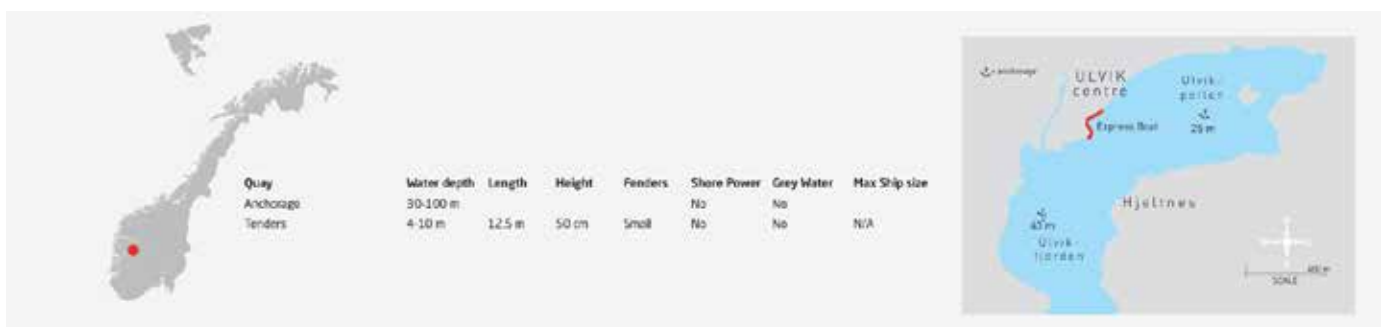 Quay Water depth Length Height Fenders Shore Power Grey Water Max Ship size
Anchorage 30-100 m No No
Tenders 4-10 m 12.5 m 50 cm Small No No N/A
anchorage
ULVIK
centre
Ulvik-
pollen
Express Boat
25 m
Hjeltnes
43 m
Ulvik-
fjorden
SCALE